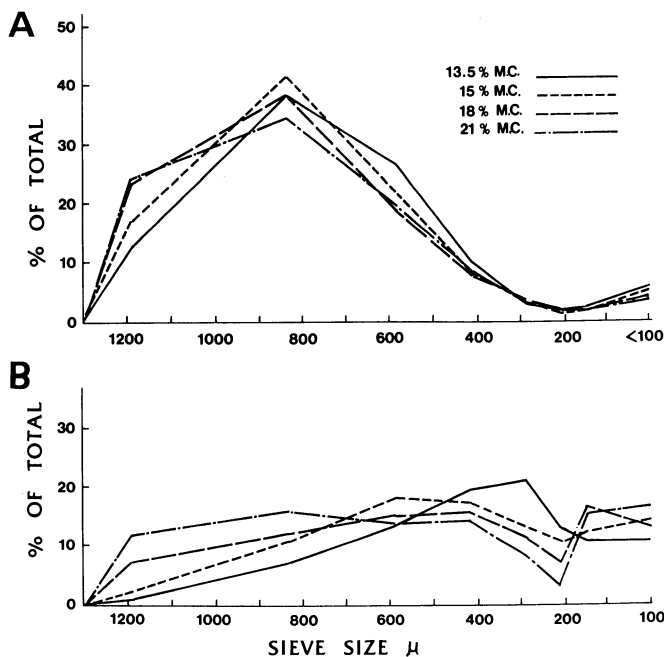 A
50
40
30
20
10
0
% OF TOTAL
13.5% M.C.
15% M.C.
18% M.C.
21% M.C.
1200 1000 800 600 400 200 <100
B
30
20
10
0
% OF TOTAL
1200 1000 800 600 400 200 100
SIEVE SIZE μ